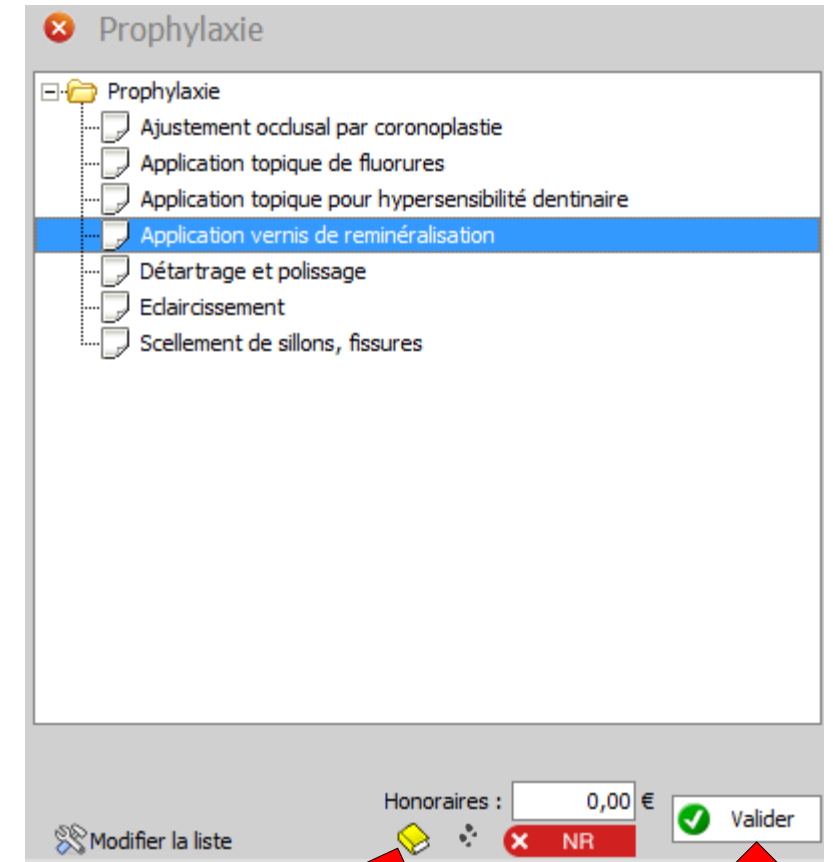 Prophylaxie
Prophylaxie
Ajustement occlusal par coronoplastie
Application topique de fluorures
Application topique pour hypersensibilité dentinaire
Application vernis de reminéralisation
Détartrage et polissage
Eclaircissement
Scellement de sillons, fissures
Honoraires : 0,00 €
Valider
Modifier la liste
NR